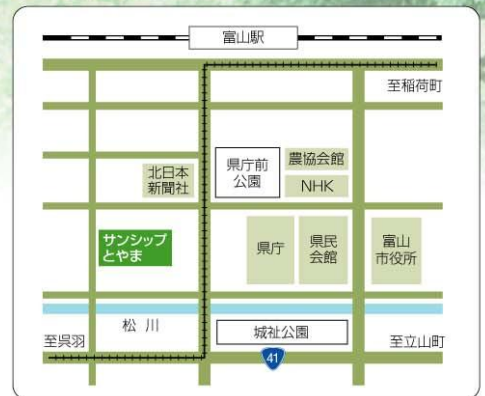 富山駅
至稲荷町
北日本
新聞社
県庁前
公園
農協会館
NHK
サンシップ
とやま
県庁
県民
会館
富山
市役所
松川
城祉公園
至呉羽
41
至立山町